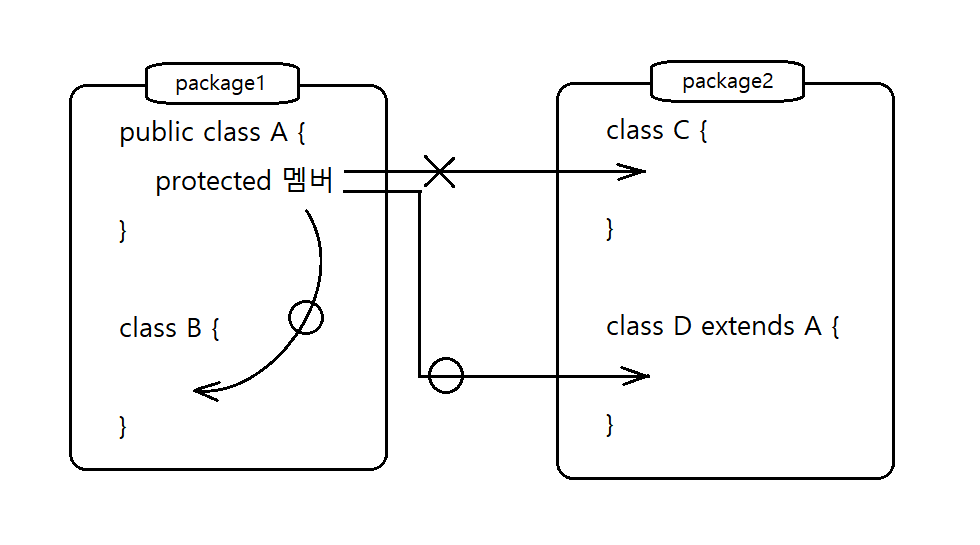 package1
public class A {
protected 멤버
}
class B {
}
package2
class C {
}
class D extends A {
}